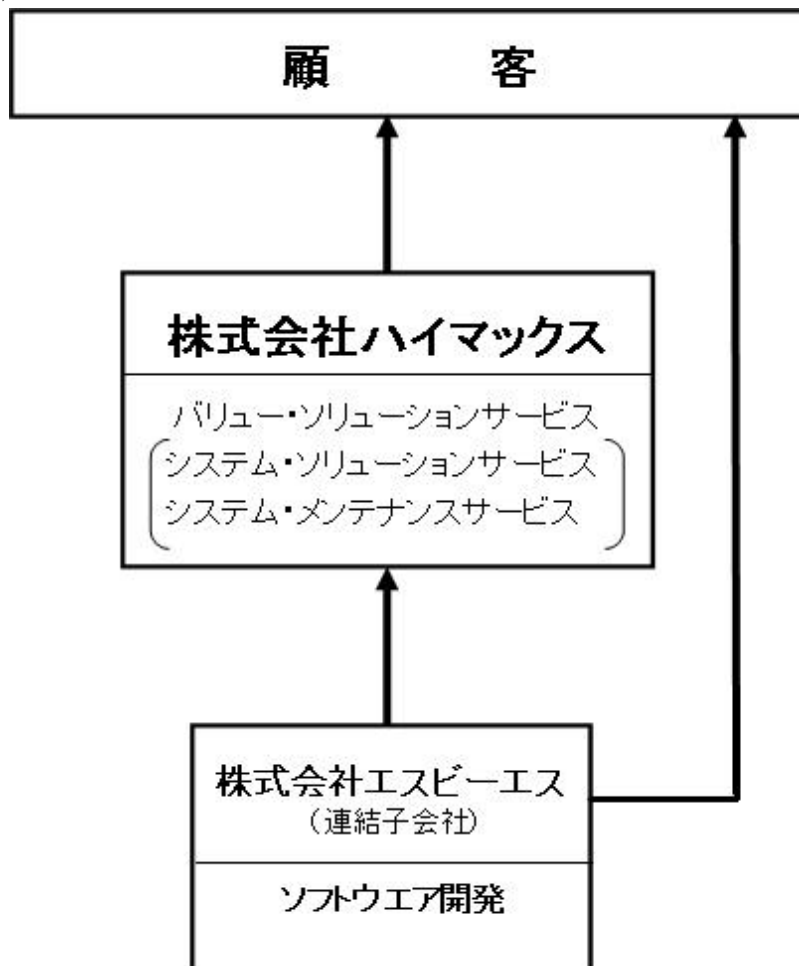 顧　客
株式会社ハイマックス
バリュー・ソリューションサービス
システム・ソリューションサービス
システム・メンテナンスサービス
株式会社エスビーエス
（連結子会社）
ソフトウエア開発